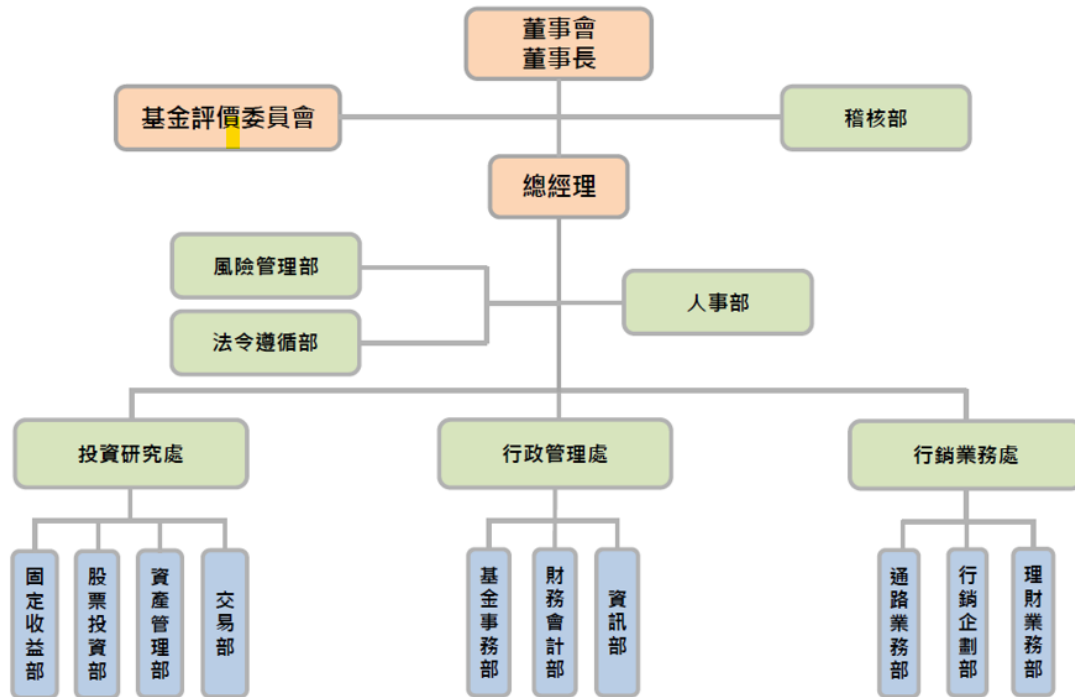 董事會
董事長
基金評價委員會
稽核部
總經理
風險管理部
人事部
法令遵循部
投資研究處
行政管理處
行銷業務處
固定收益部
股票投資部
資產管理部
交易部
基金事務部
財務會計部
資訊部
通路業務部
行銷企劃部
理財業務部